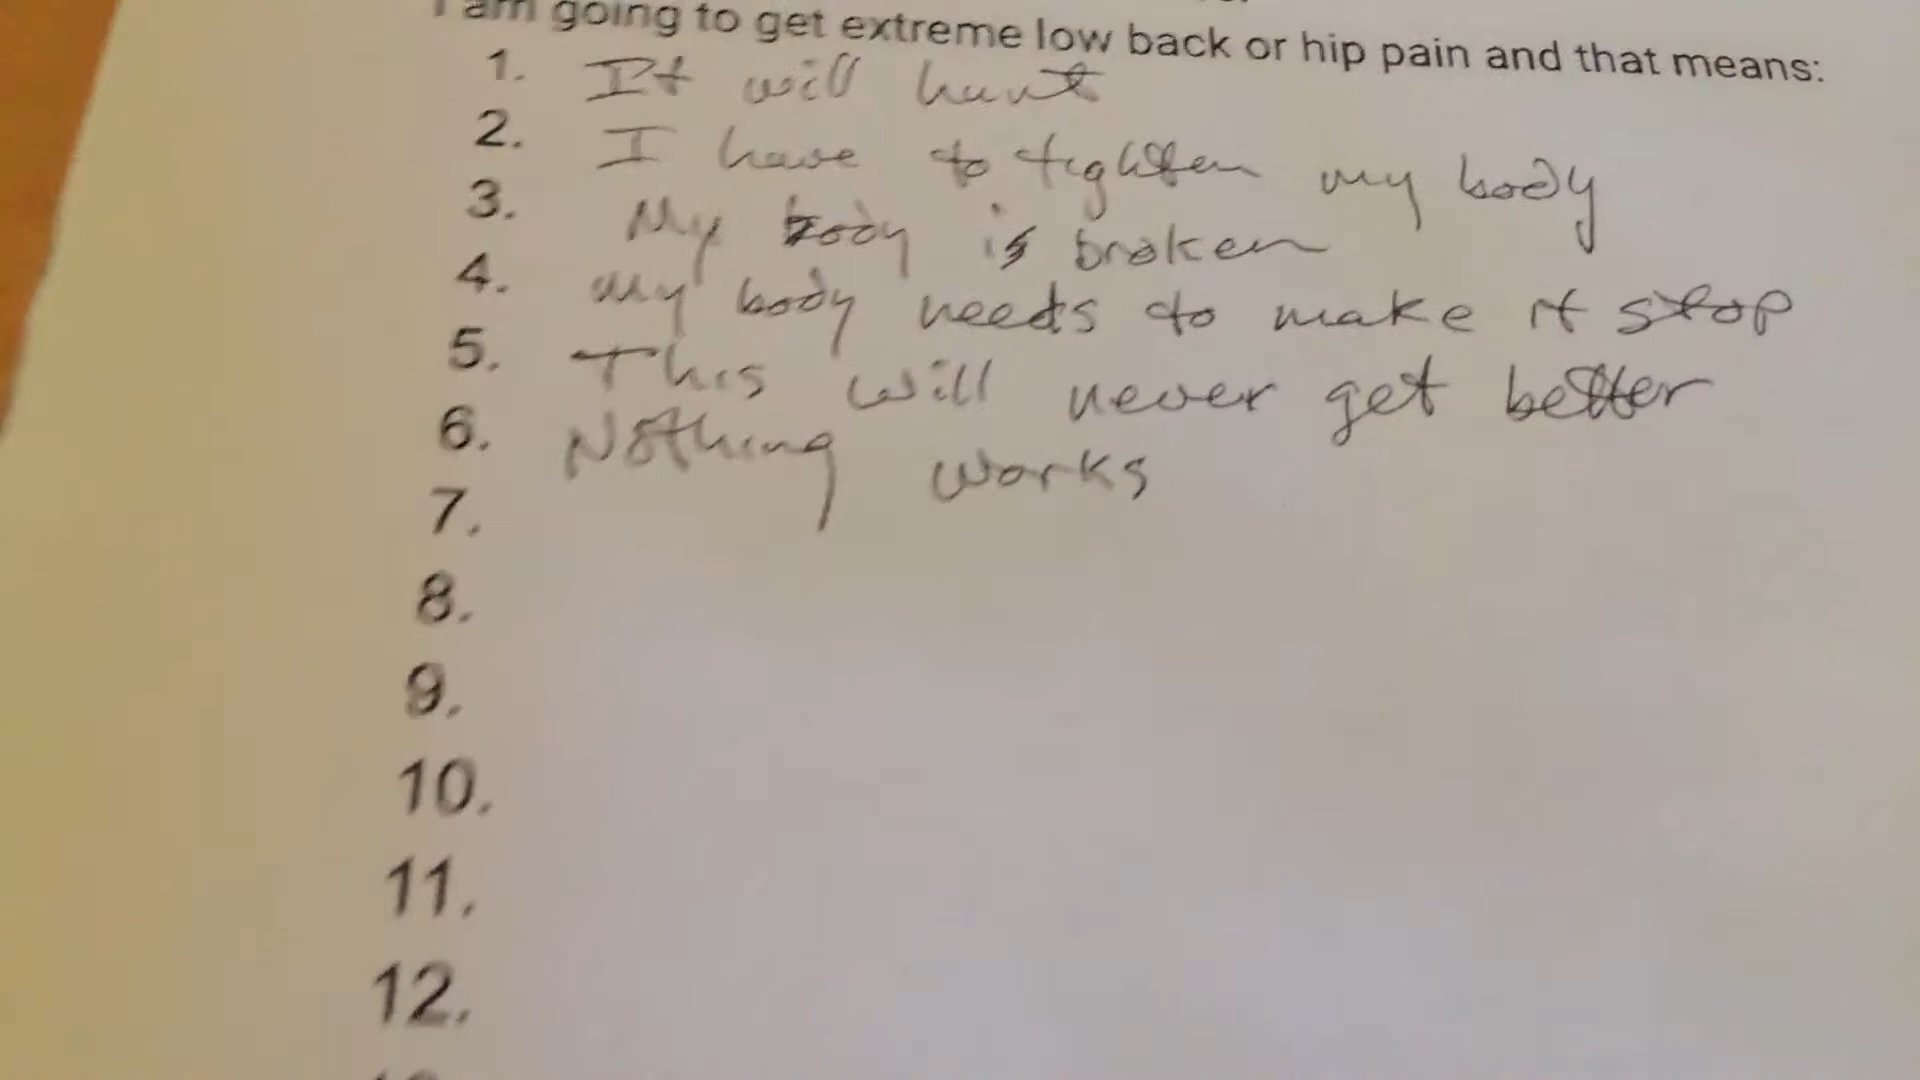 I am going to get extreme low back or hip pain and that means:
1. It will hurt
2. I have to tighten my body
3. My body is broken
4. my body needs to make it stop
5. This will never get better
6. Nothing works
7.
8.
9.
10.
11.
12.